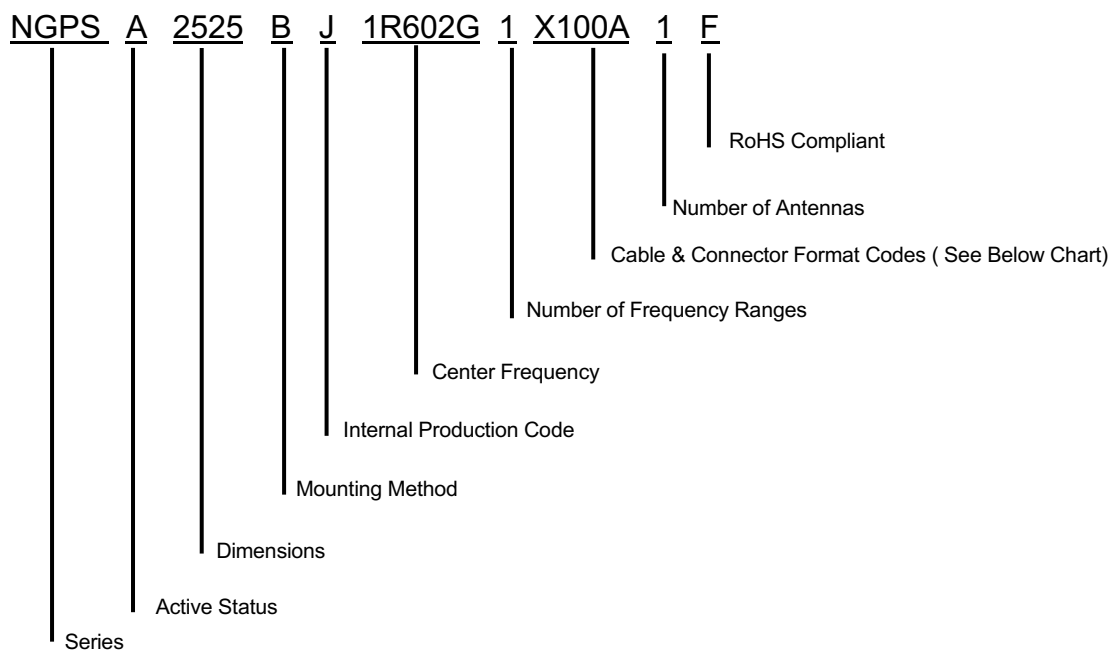 NGPS A 2525 B J 1R602G 1 X100A 1 F
RoHS Compliant
Number of Antennas
Cable & Connector Format Codes ( See Below Chart)
Number of Frequency Ranges
Center Frequency
Internal Production Code
Mounting Method
Dimensions
Active Status
Series